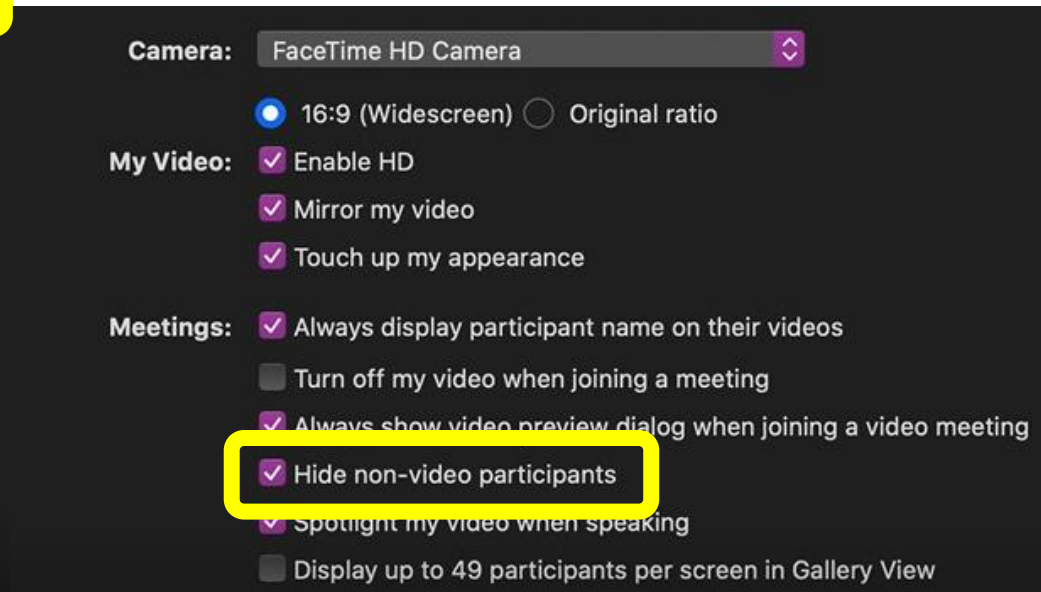 Camera: FaceTime HD Camera
16:9 (Widescreen) Original ratio
My Video: Enable HD
Mirror my video
Touch up my appearance
Meetings: Always display participant name on their videos
Turn off my video when joining a meeting
Always show video preview dialog when joining a video meeting
Hide non-video participants
Spotlight my video when speaking
Display up to 49 participants per screen in Gallery View